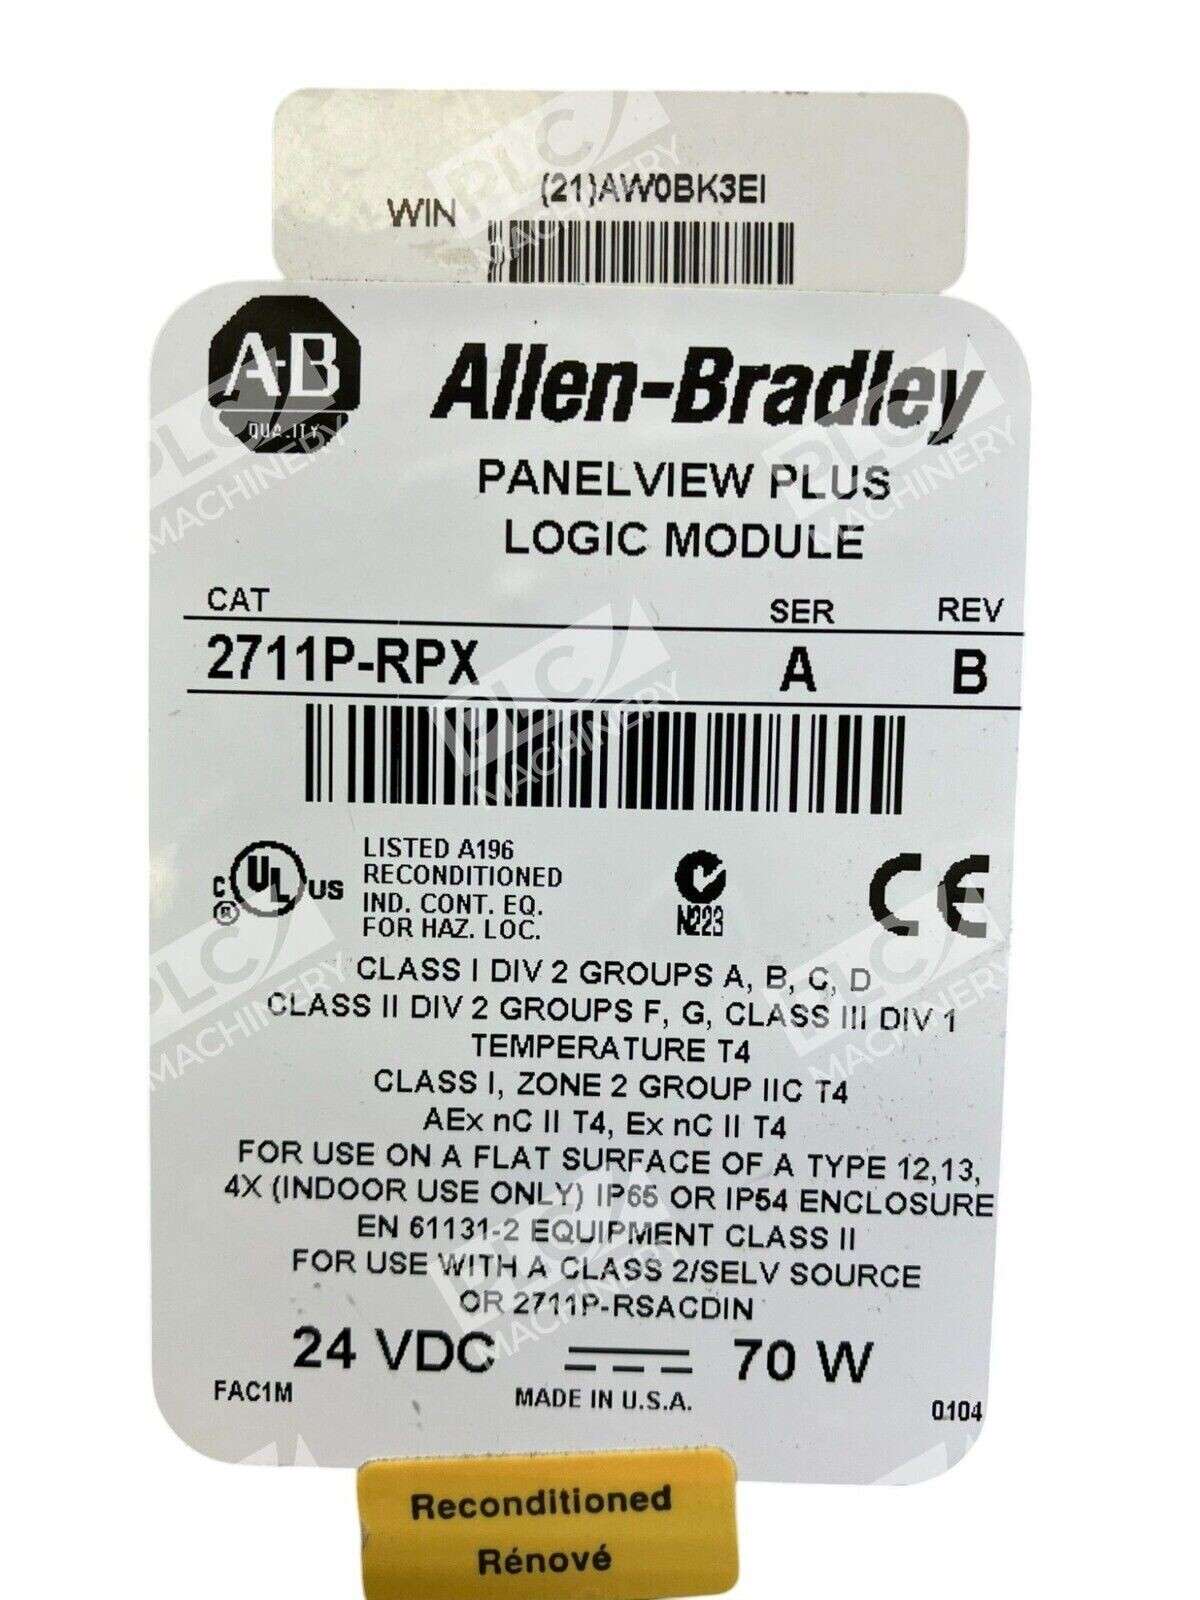 WIN
(21)AW0BK3EI
A-B
QUALITY
Allen-Bradley
PANELVIEW PLUS
LOGIC MODULE
CAT SER REV
2711P-RPX A B
LISTED A196
RECONDITIONED
IND. CONT. EQ.
FOR HAZ. LOC.
C UL US
®
N223
CE
CLASS I DIV 2 GROUPS A, B, C, D
CLASS II DIV 2 GROUPS F, G, CLASS III DIV 1
TEMPERATURE T4
CLASS I, ZONE 2 GROUP IIC T4
AEx nC II T4, Ex nC II T4
FOR USE ON A FLAT SURFACE OF A TYPE 12,13,
4X (INDOOR USE ONLY) IP65 OR IP54 ENCLOSURE
EN 61131-2 EQUIPMENT CLASS II
FOR USE WITH A CLASS 2/SELV SOURCE
OR 2711P-RSACDIN
24 VDC 70 W
FAC1M MADE IN U.S.A. 0104
Reconditioned
Rénové
PLC MACHINERY